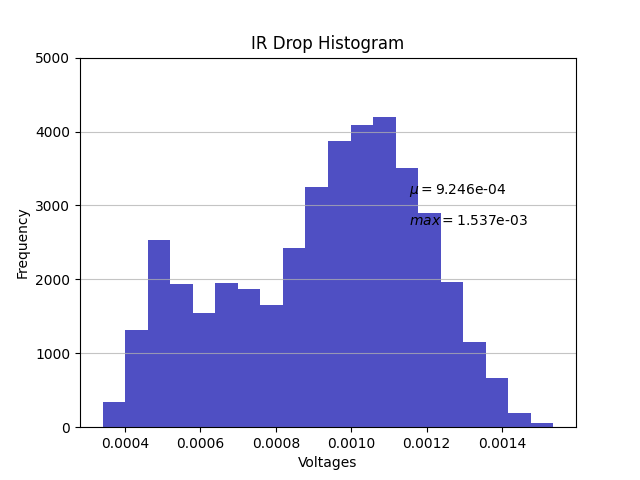 IR Drop Histogram
5000
4000
3000
2000
1000
0
Frequency
μ = 9.246e-04
max = 1.537e-03
0.0004 0.0006 0.0008 0.0010 0.0012 0.0014
Voltages